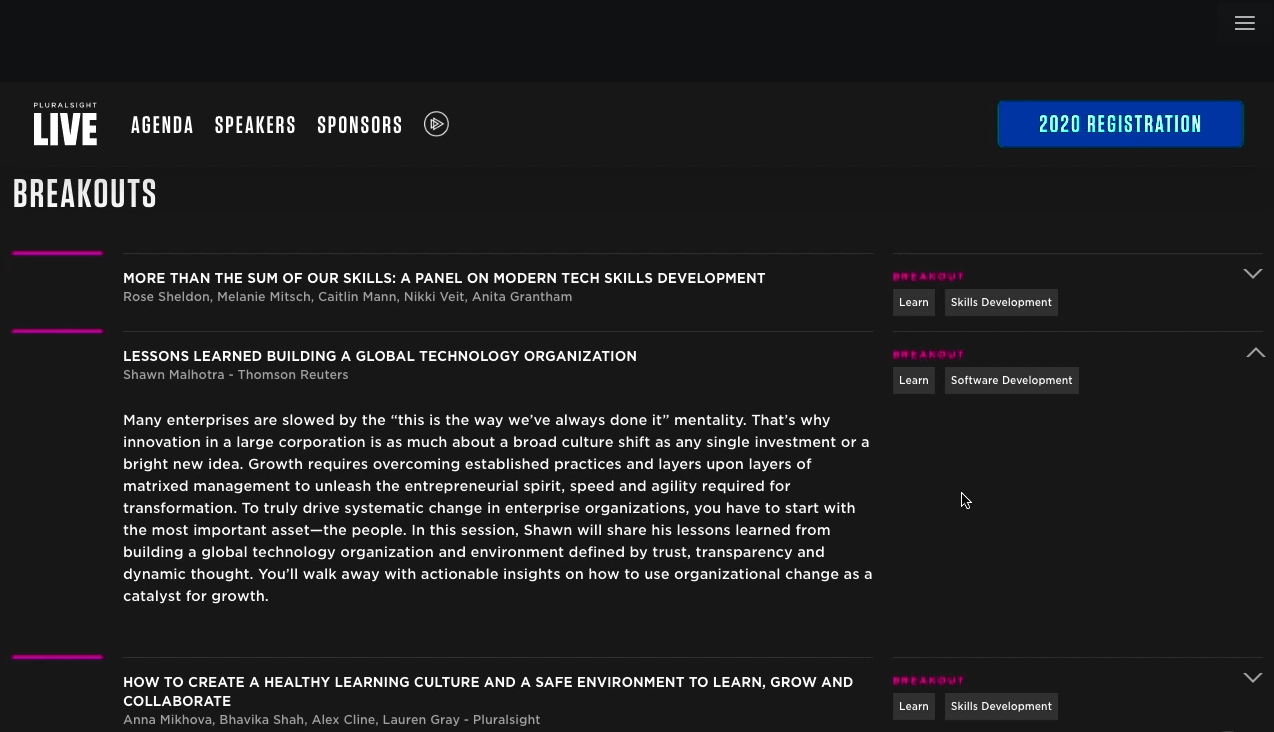 PLURALSIGHT
LIVE
AGENDA SPEAKERS SPONSORS
2020 REGISTRATION
BREAKOUTS
MORE THAN THE SUM OF OUR SKILLS: A PANEL ON MODERN TECH SKILLS DEVELOPMENT
Rose Sheldon, Melanie Mitsch, Caitlin Mann, Nikki Veit, Anita Grantham
BREAKOUT
Learn Skills Development
LESSONS LEARNED BUILDING A GLOBAL TECHNOLOGY ORGANIZATION
Shawn Malhotra - Thomson Reuters
BREAKOUT
Learn Software Development
Many enterprises are slowed by the “this is the way we’ve always done it” mentality. That’s why
innovation in a large corporation is as much about a broad culture shift as any single investment or a
bright new idea. Growth requires overcoming established practices and layers upon layers of
matrixed management to unleash the entrepreneurial spirit, speed and agility required for
transformation. To truly drive systematic change in enterprise organizations, you have to start with
the most important asset—the people. In this session, Shawn will share his lessons learned from
building a global technology organization and environment defined by trust, transparency and
dynamic thought. You’ll walk away with actionable insights on how to use organizational change as a
catalyst for growth.
HOW TO CREATE A HEALTHY LEARNING CULTURE AND A SAFE ENVIRONMENT TO LEARN, GROW AND
COLLABORATE
Anna Mikhova, Bhavika Shah, Alex Cline, Lauren Gray - Pluralsight
BREAKOUT
Learn Skills Development